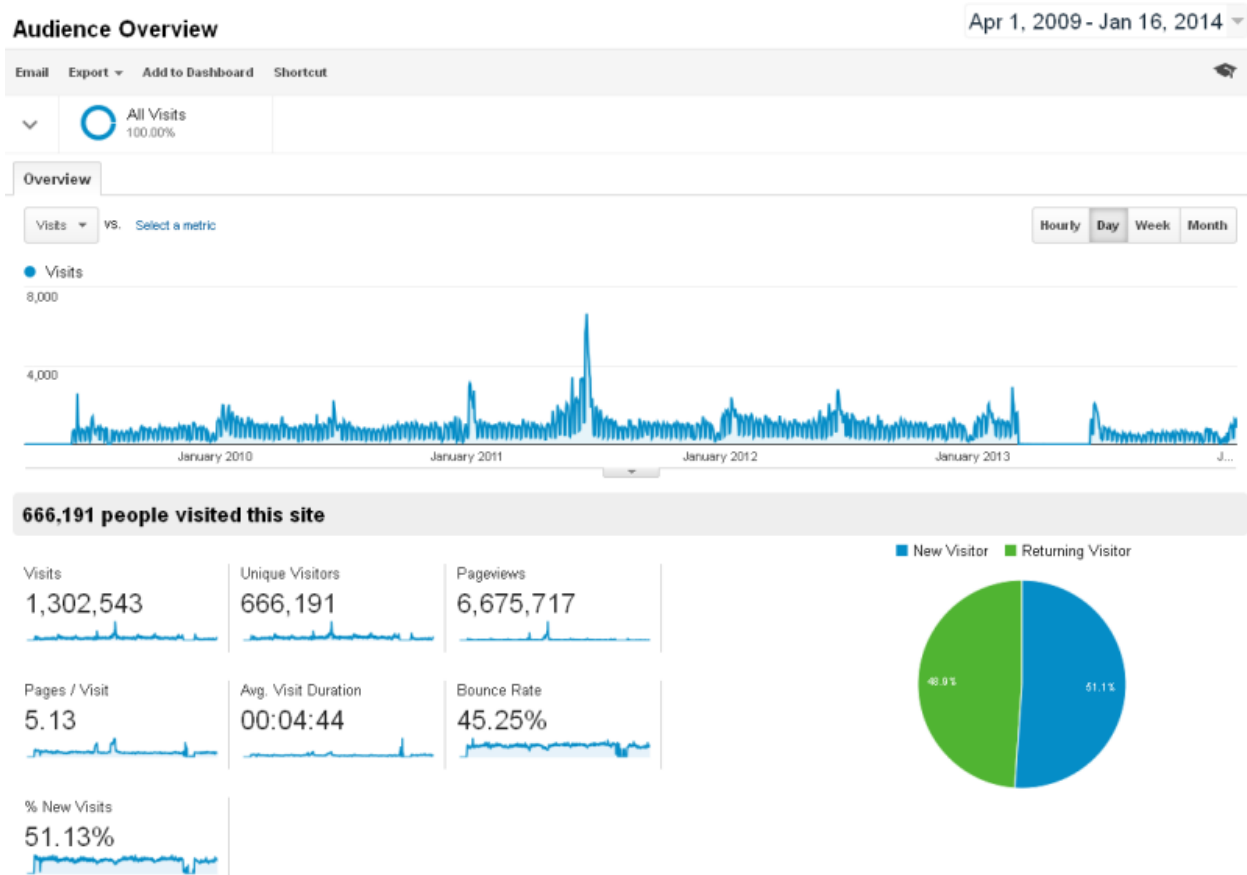 Audience Overview
Apr 1, 2009 - Jan 16, 2014
Email Export Add to Dashboard Shortcut
All Visits
100.00%
Overview
Visits VS. Select a metric
Hourly Day Week Month
Visits
8,000
4,000
January 2010 January 2011 January 2012 January 2013 J...
666,191 people visited this site
New Visitor Returning Visitor
Visits Unique Visitors Pageviews
1,302,543 666,191 6,675,717
Pages / Visit Avg. Visit Duration Bounce Rate
5.13 00:04:44 45.25%
48.9% 51.1%
% New Visits
51.13%